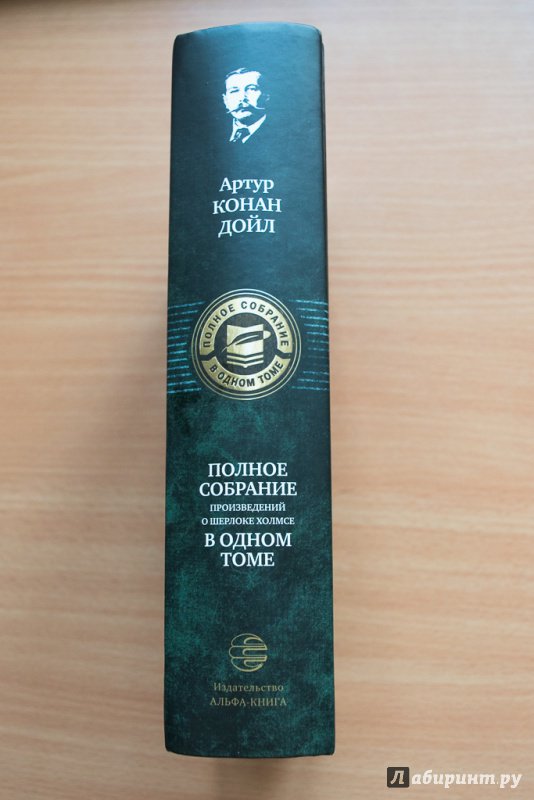 Артур
КОНАН
ДОЙЛ
ПОЛНОЕ СОБРАНИЕ
В ОДНОМ ТОМЕ
ПОЛНОЕ
СОБРАНИЕ
ПРОИЗВЕДЕНИЙ
О ШЕРЛОКЕ ХОЛМСЕ
В ОДНОМ
ТОМЕ
Издательство
АЛЬФА-КНИГА
Лабиринт.ру